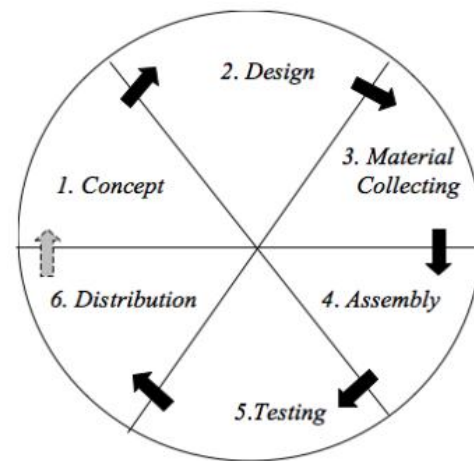 1. Concept
2. Design
3. Material
Collecting
4. Assembly
5.Testing
6. Distribution